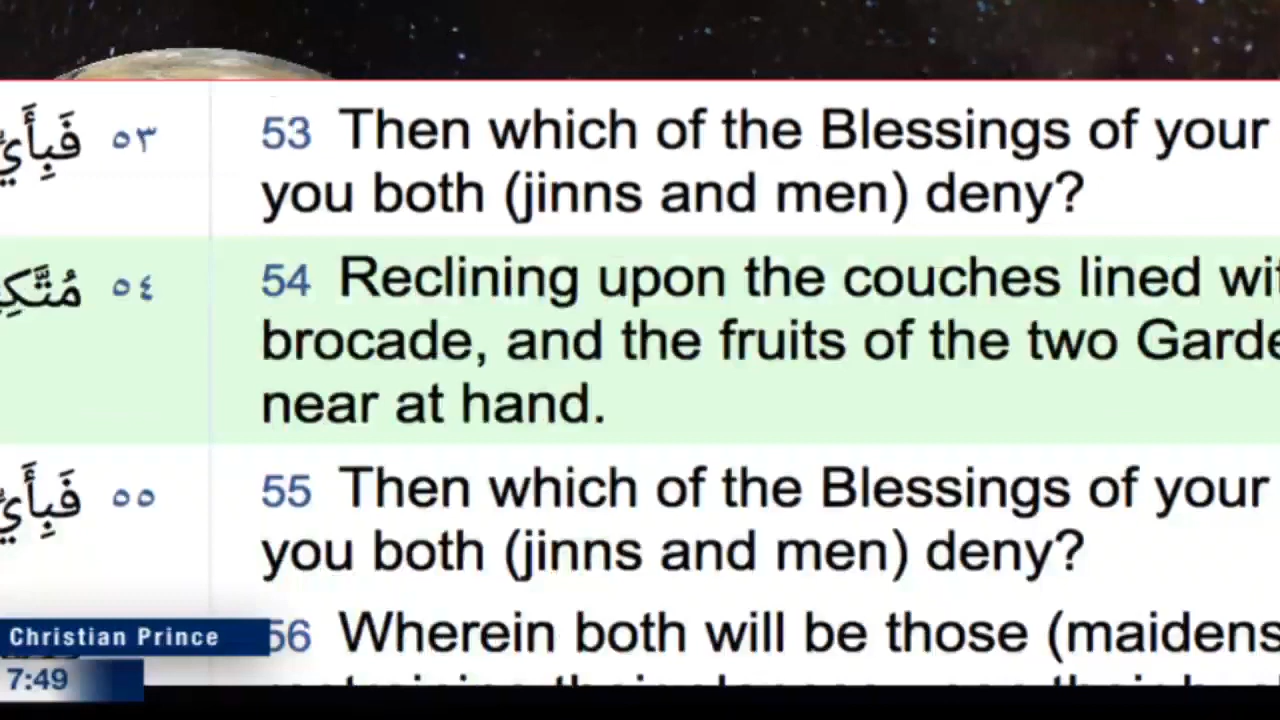 فَبِأَيِّ ٥٣ 53 Then which of the Blessings of your
you both (jinns and men) deny?
٥٤ 54 Reclining upon the couches lined
brocade, and the fruits of the two
near at hand.
فَبِأَيِّ ٥٥ 55 Then which of the Blessings of your
you both (jinns and men) deny?
56 Wherein both will be those (maidens
Christian Prince
7:49